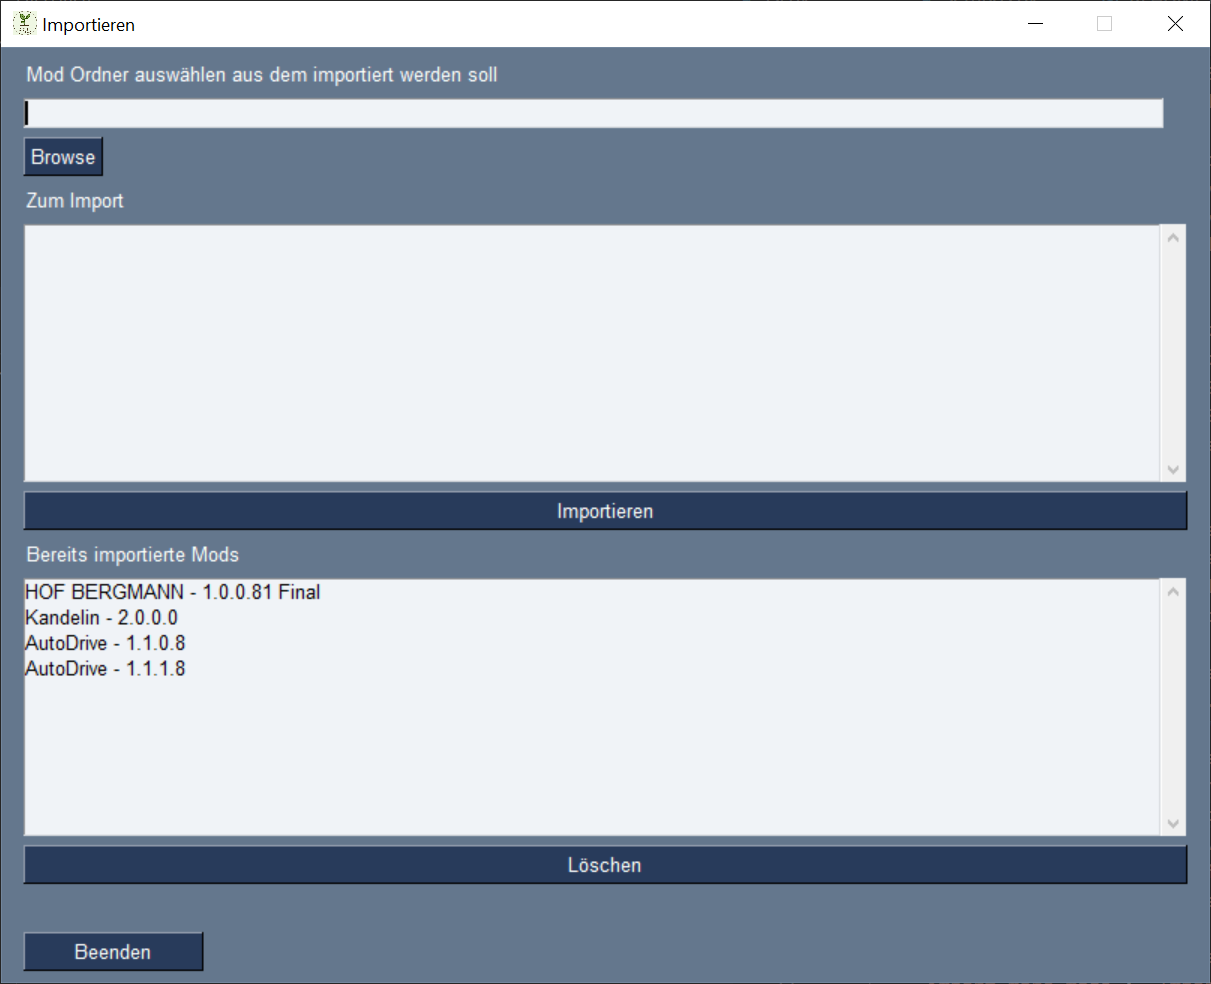 Importieren
Mod Ordner auswählen aus dem importiert werden soll
Browse
Zum Import
Importieren
Bereits importierte Mods
HOF BERGMANN - 1.0.0.81 Final
Kandelin - 2.0.0.0
AutoDrive - 1.1.0.8
AutoDrive - 1.1.1.8
Löschen
Beenden